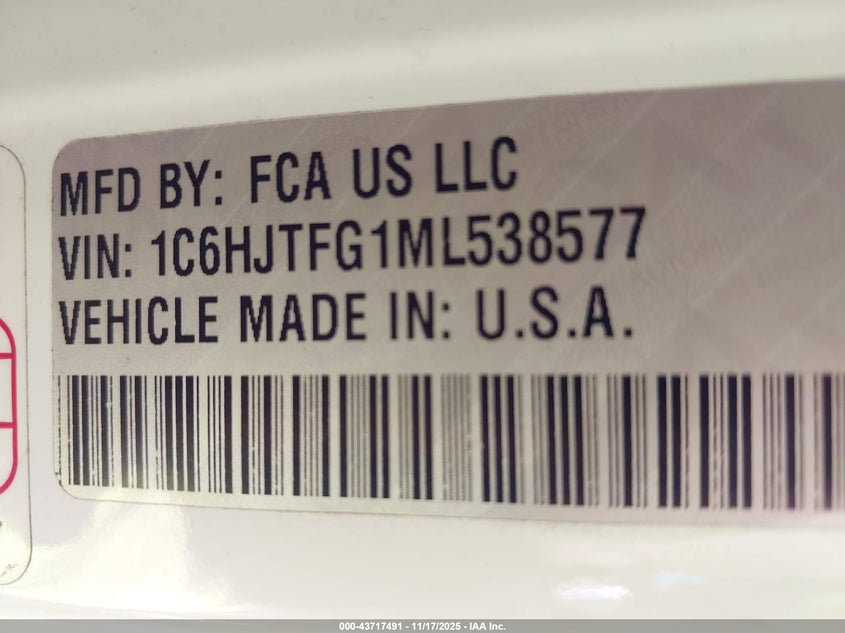 MFD BY: FCA US LLC
VIN: 1C6HJTFG1ML538577
VEHICLE MADE IN: U.S.A.
000-43717491 - 11/17/2025 - IAA Inc.